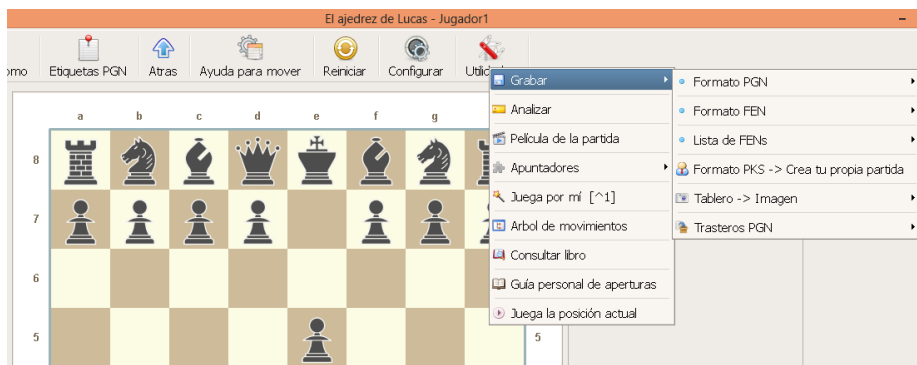 El ajedrez de Lucas - Jugador1
Etiquetas PGN
Atras
Ayuda para mover
Reiniciar
Configurar
Grabar
Analizar
Película de la partida
Apuntadores
Juega por mí [^1]
Arbol de movimientos
Consultar libro
Guía personal de aperturas
Juega la posición actual
Formato PGN
Formato FEN
Lista de FENs
Formato PKS -> Crea tu propia partida
Tablero -> Imagen
Trasteros PGN
a b c d e f g
8
7
6
5 5